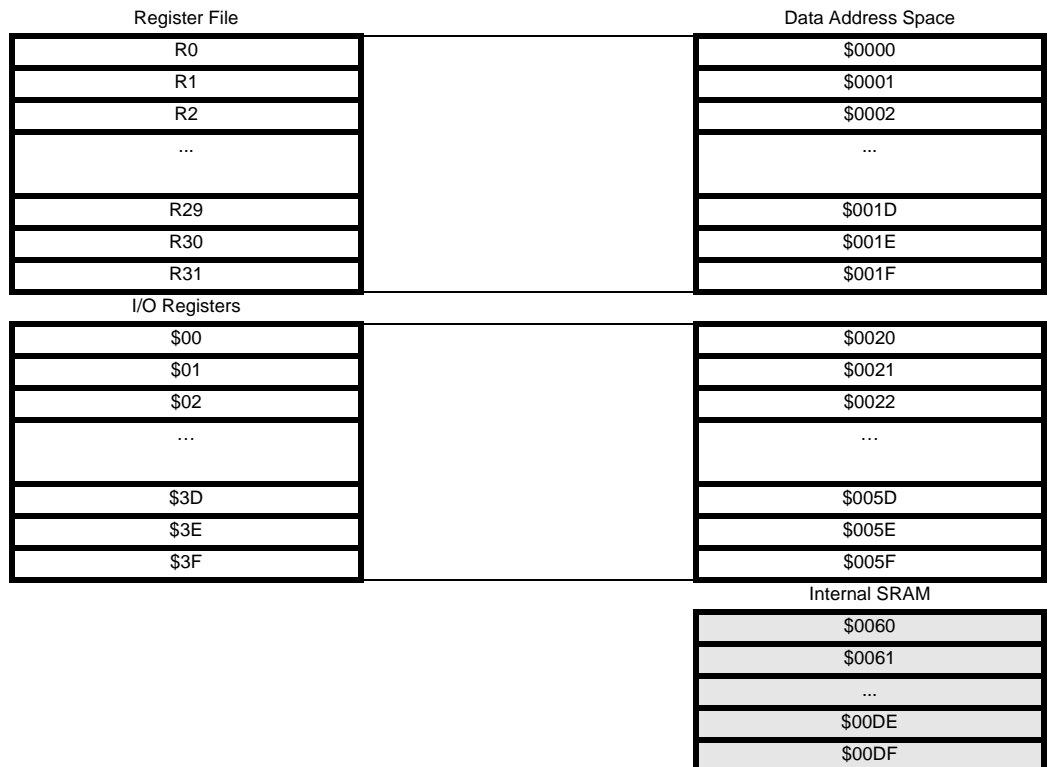 Register File Data Address Space
R0 $0000
R1 $0001
R2 $0002
... ...
R29 $001D
R30 $001E
R31 $001F
I/O Registers
$00 $0020
$01 $0021
$02 $0022
… …
$3D $005D
$3E $005E
$3F $005F
Internal SRAM
$0060
$0061
...
$00DE
$00DF